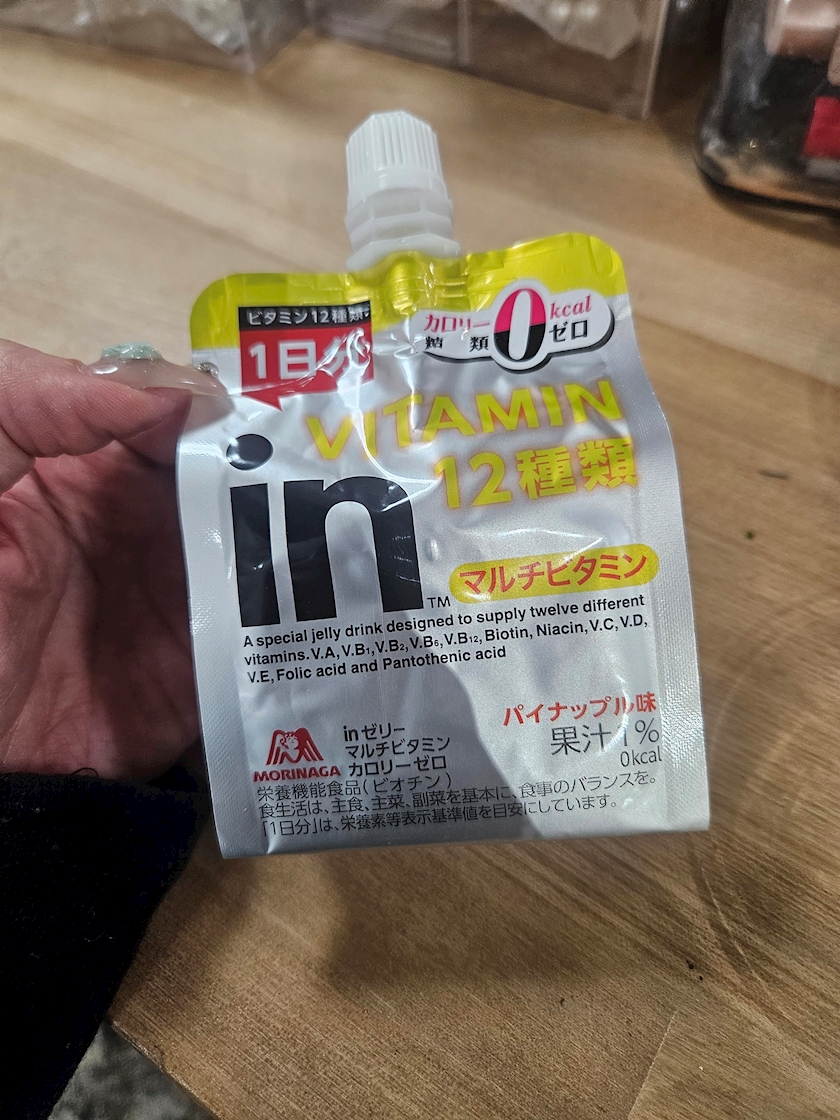 ビタミン12種類
1日分
カロリー 0kcal
糖 類 ゼロ
VITAMIN
12種類
in™
マルチビタミン
A special jelly drink designed to supply twelve different
vitamins. V.A, V.B₁, V.B₂, V.B₆, V.B₁₂, Biotin, Niacin, V.C, V.D,
V.E, Folic acid and Pantothenic acid
パイナップル味
果汁1%
0kcal
MORINAGA
inゼリー
マルチビタミン
カロリーゼロ
栄養機能食品(ビオチン)
食生活は、主食、主菜、副菜を基本に、食事のバランスを。
「1日分」は、栄養素等表示基準値を目安にしています。